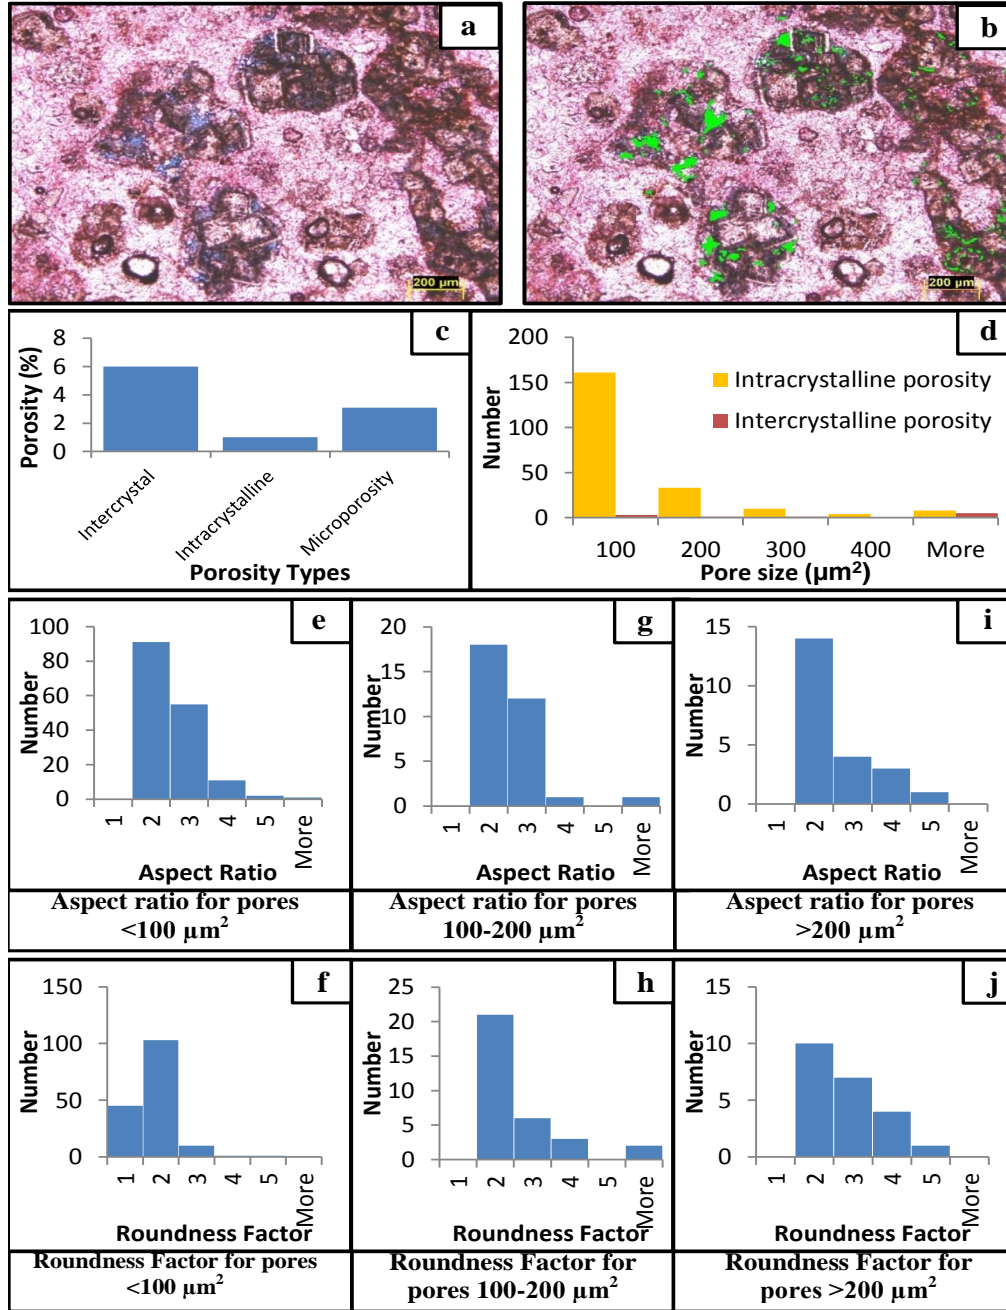 a
b
200 µm
200 µm
c
8
6
4
2
0
Porosity (%)
Intercrystal
Intracrystalline
Microporosity
Porosity Types
d
200
150
100
50
0
Number
Intracrystalline porosity
Intercrystalline porosity
100 200 300 400 More
Pore size (µm²)
e
100
80
60
40
20
0
Number
1 2 3 4 5 More
Aspect Ratio
Aspect ratio for pores
<100 µm²
g
20
15
10
5
0
Number
1 2 3 4 5 More
Aspect Ratio
Aspect ratio for pores
100-200 µm²
i
15
10
5
0
Number
1 2 3 4 5 More
Aspect Ratio
Aspect ratio for pores
>200 µm²
f
150
100
50
0
Number
1 2 3 4 5 More
Roundness Factor
Roundness Factor for pores
<100 µm²
h
25
20
15
10
5
0
Number
1 2 3 4 5 More
Roundness Factor
Roundness Factor for
pores 100-200 µm²
j
15
10
5
0
Number
1 2 3 4 5 More
Roundness Factor
Roundness Factor for
pores >200 µm²